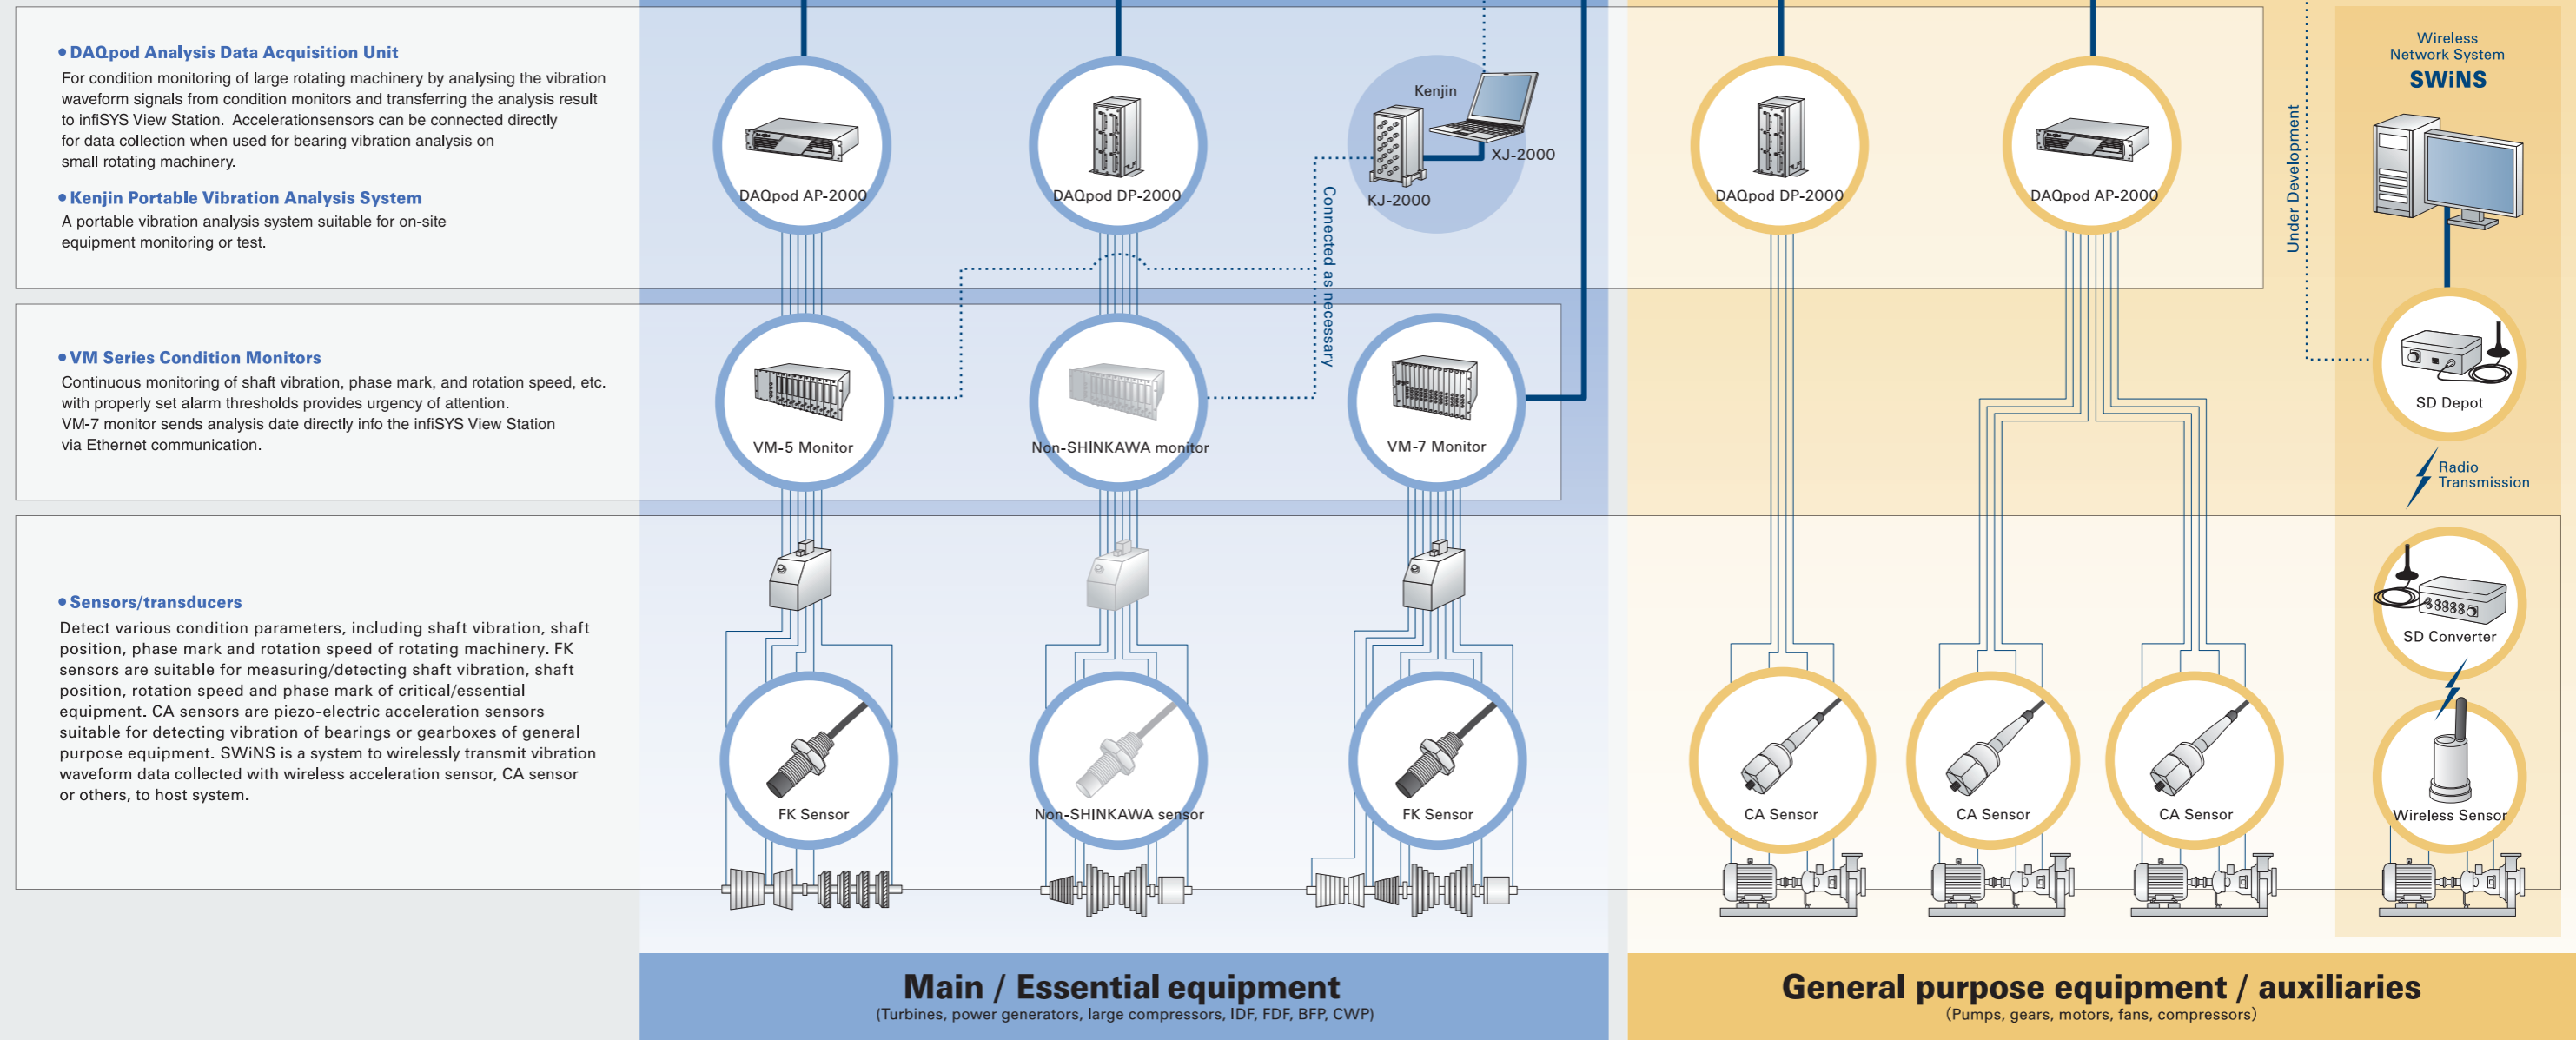 •DAQpod Analysis Data Acquisition Unit
For condition monitoring of large rotating machinery by analysing the vibration
waveform signals from condition monitors and transferring the analysis result
to infiSYS View Station. Accelerationsensors can be connected directly
for data collection when used for bearing vibration analysis on
small rotating machinery.
•Kenjin Portable Vibration Analysis System
A portable vibration analysis system suitable for on-site
equipment monitoring or test.
•VM Series Condition Monitors
Continuous monitoring of shaft vibration, phase mark, and rotation speed, etc.
with properly set alarm thresholds provides urgency of attention.
VM-7 monitor sends analysis date directly info the infiSYS View Station
via Ethernet communication.
•Sensors/transducers
Detect various condition parameters, including shaft vibration, shaft
position, phase mark and rotation speed of rotating machinery. FK
sensors are suitable for measuring/detecting shaft vibration, shaft
position, rotation speed and phase mark of critical/essential
equipment. CA sensors are piezo-electric acceleration sensors
suitable for detecting vibration of bearings or gearboxes of general
purpose equipment. SWiNS is a system to wirelessly transmit vibration
waveform data collected with wireless acceleration sensor, CA sensor
or others, to host system.
DAQpod AP-2000
DAQpod DP-2000
Kenjin
XJ-2000
KJ-2000
Connected as necessary
VM-5 Monitor
Non-SHINKAWA monitor
VM-7 Monitor
FK Sensor
Non-SHINKAWA sensor
FK Sensor
Main / Essential equipment
(Turbines, power generators, large compressors, IDF, FDF, BFP, CWP)
DAQpod DP-2000
DAQpod AP-2000
Under Development
Wireless
Network System
SWiNS
SD Depot
Radio
Transmission
SD Converter
CA Sensor
CA Sensor
CA Sensor
Wireless Sensor
General purpose equipment / auxiliaries
(Pumps, gears, motors, fans, compressors)